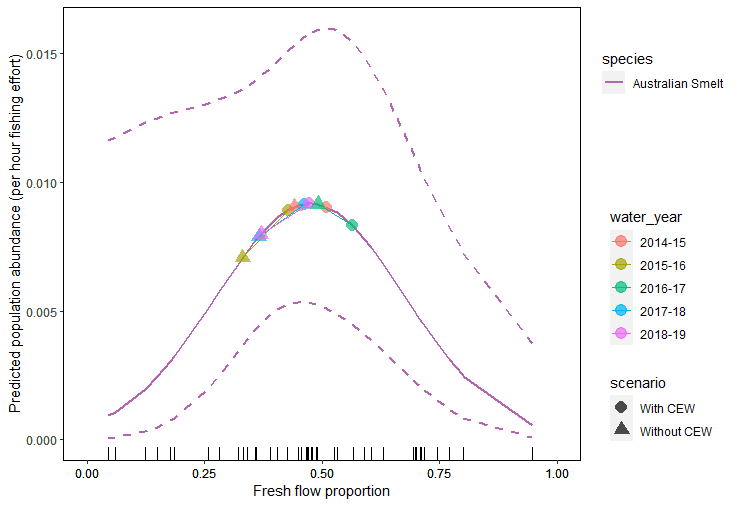 Predicted population abundance (per hour fishing effort)
0.015
0.010
0.005
0.000
0.00 0.25 0.50 0.75 1.00
Fresh flow proportion
species
Australian Smelt
water_year
2014-15
2015-16
2016-17
2017-18
2018-19
scenario
With CEW
Without CEW